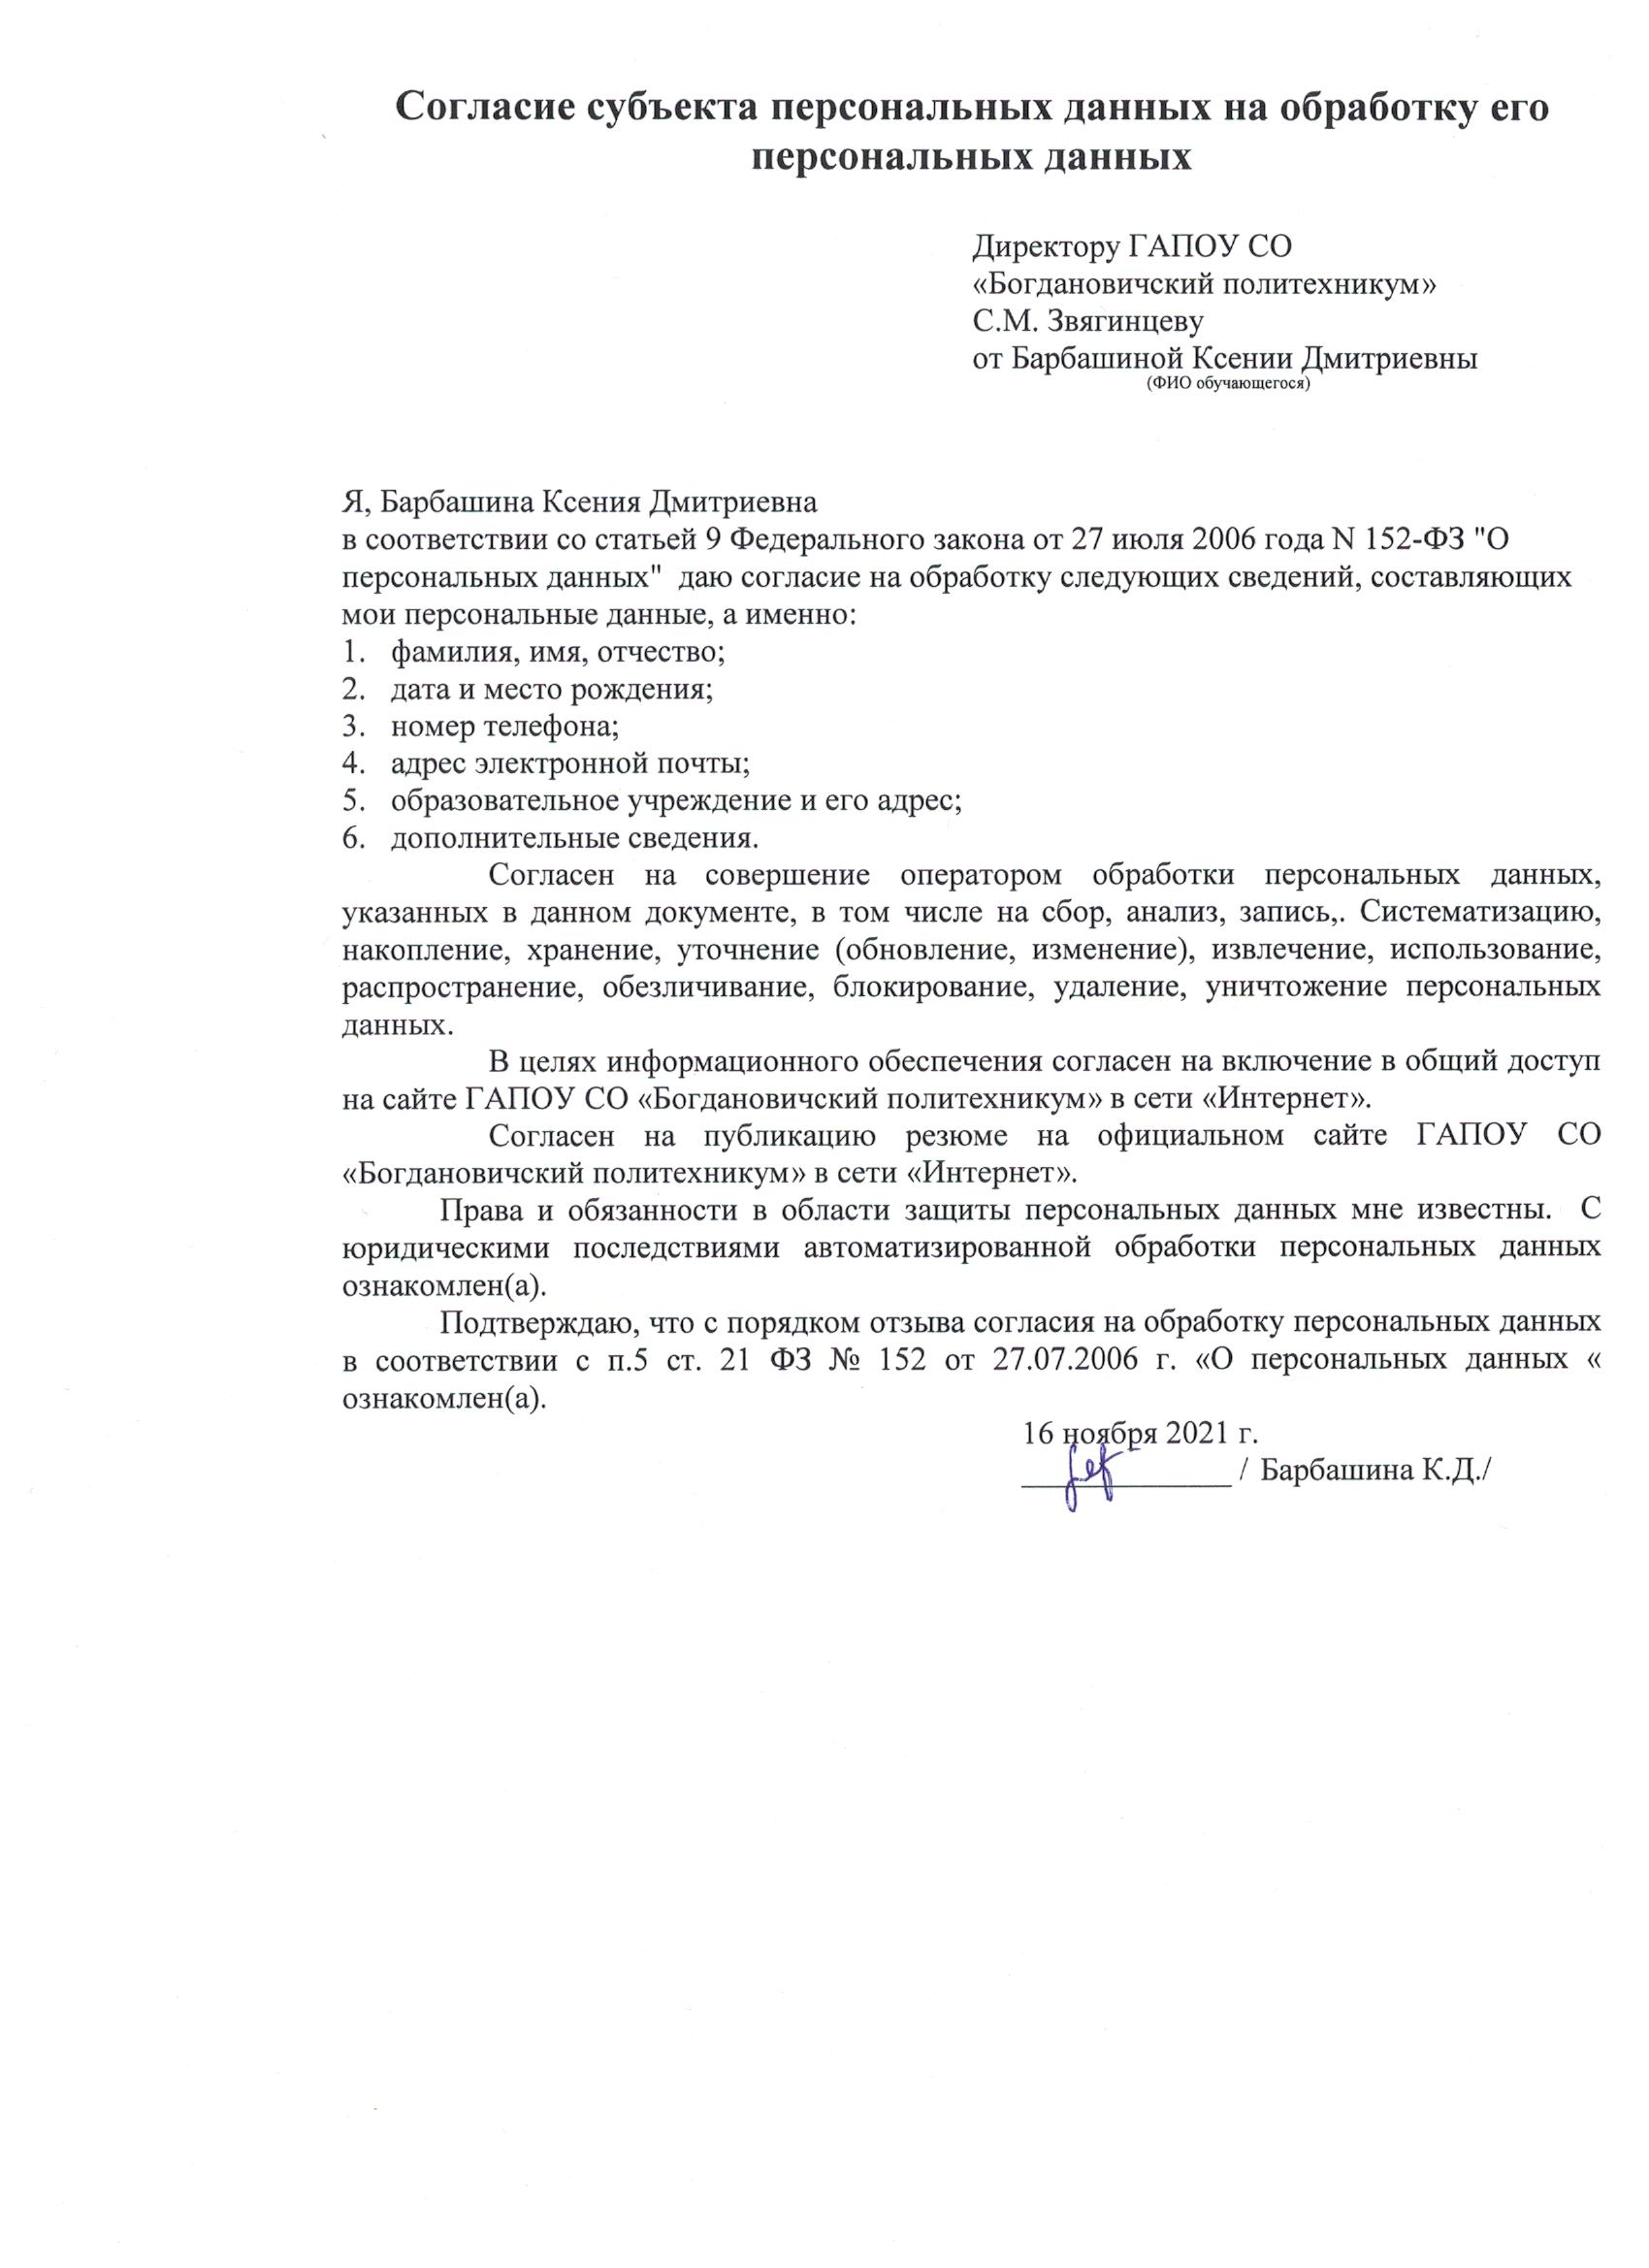 Согласие субъекта персональных данных на обработку его
персональных данных
Директору ГАПОУ СО
«Богдановичский политехникум»
С.М. Звягинцеву
от Барбашиной Ксении Дмитриевны
(ФИО обучающегося)
Я, Барбашина Ксения Дмитриевна
в соответствии со статьей 9 Федерального закона от 27 июля 2006 года N 152-ФЗ "О
персональных данных"  даю согласие на обработку следующих сведений, составляющих
мои персональные данные, а именно:
1. фамилия, имя, отчество;
2. дата и место рождения;
3. номер телефона;
4. адрес электронной почты;
5. образовательное учреждение и его адрес;
6. дополнительные сведения.
Согласен на совершение оператором обработки персональных данных,
указанных в данном документе, в том числе на сбор, анализ, запись,. Систематизацию,
накопление, хранение, уточнение (обновление, изменение), извлечение, использование,
распространение, обезличивание, блокирование, удаление, уничтожение персональных
данных.
В целях информационного обеспечения согласен на включение в общий доступ
на сайте ГАПОУ СО «Богдановичский политехникум» в сети «Интернет».
Согласен на публикацию резюме на официальном сайте ГАПОУ СО
«Богдановичский политехникум» в сети «Интернет».
Права и обязанности в области защиты персональных данных мне известны.  С
юридическими последствиями автоматизированной обработки персональных данных
ознакомлен(а).
Подтверждаю, что с порядком отзыва согласия на обработку персональных данных
в соответствии с п.5 ст. 21 ФЗ № 152 от 27.07.2006 г. «О персональных данных «
ознакомлен(а).
16 ноября 2021 г.
_____________ / Барбашина К.Д./